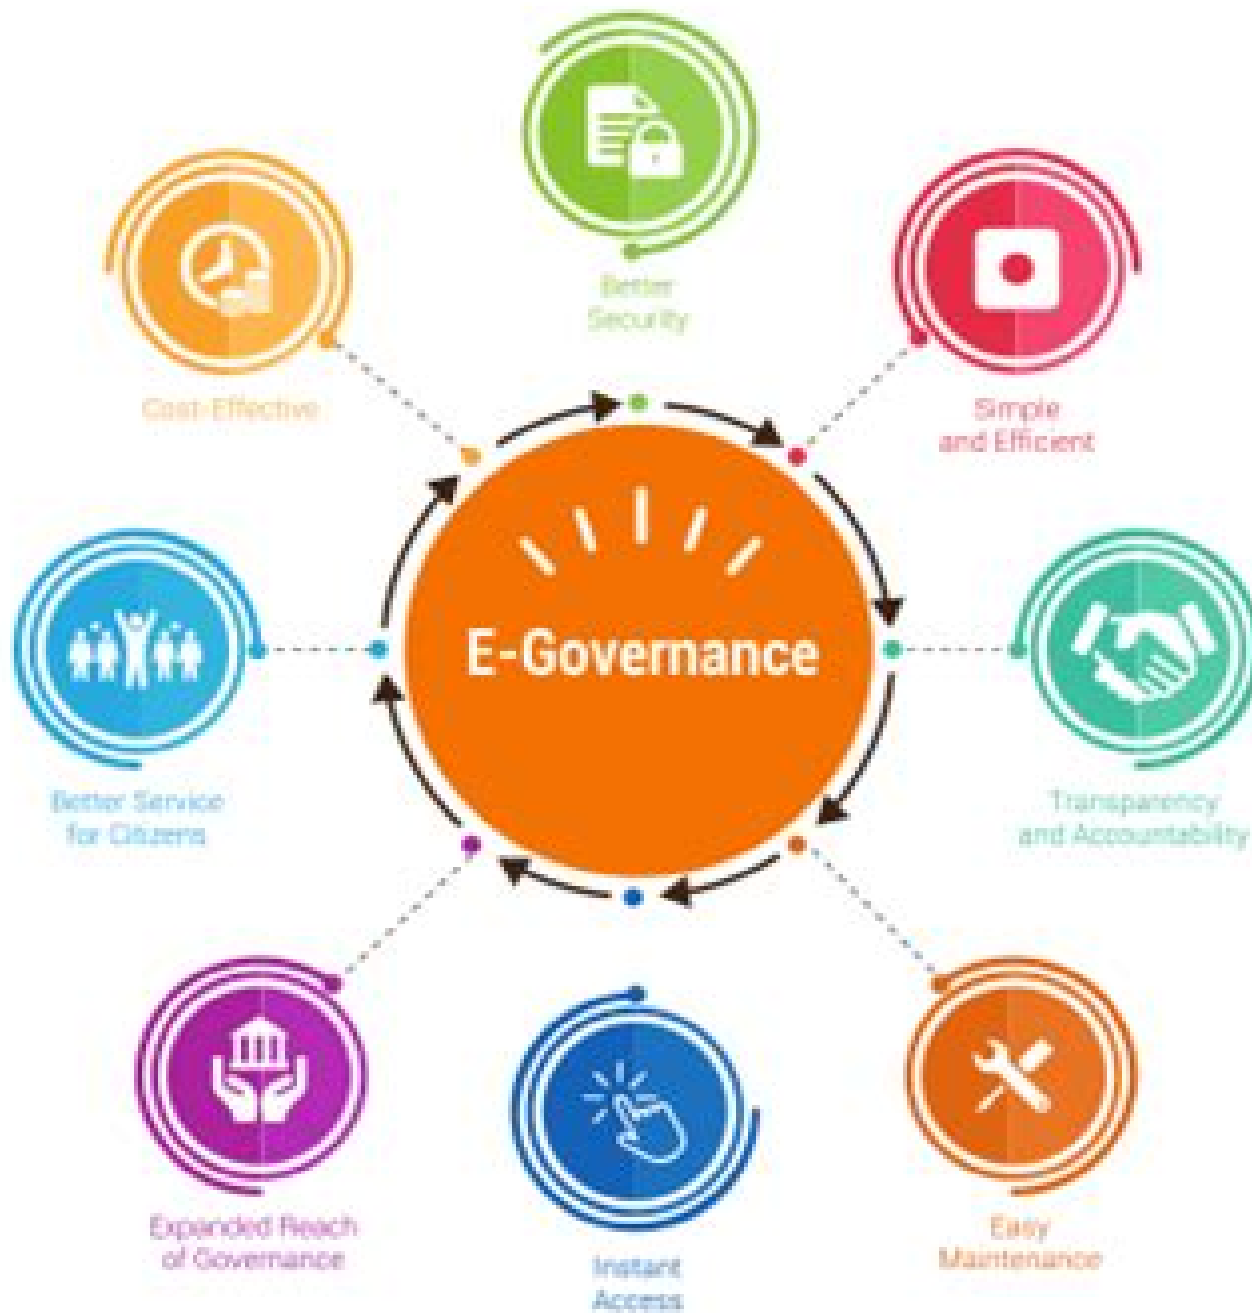 Better
Security
Cost-Effective
Simple
and Efficient
E-Governance
Better Service
for Citizens
Transparency
and Accountability
Expanded Reach
of Governance
Instant
Access
Easy
Maintenance